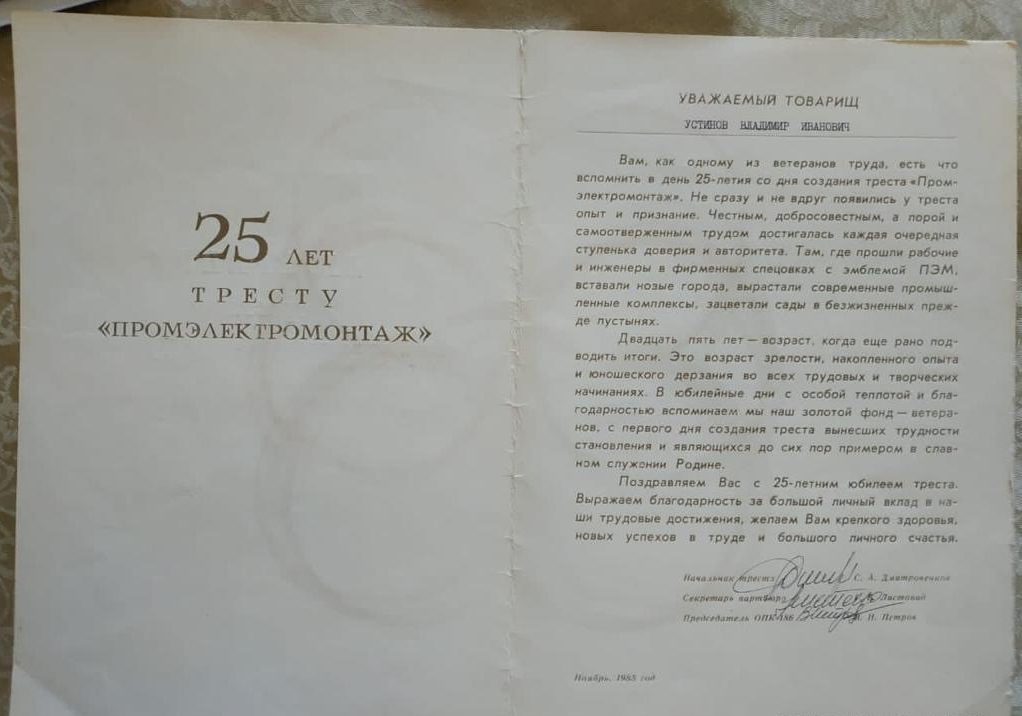 25 ЛЕТ
ТРЕСТУ
«ПРОМЭЛЕКТРОМОНТАЖ»
УВАЖАЕМЫЙ ТОВАРИЩ
УСТИНОВ ВЛАДИМИР ИВАНОВИЧ
Вам, как одному из ветеранов труда, есть что
вспомнить в день 25-летия со дня создания треста «Пром-
электромонтаж». Не сразу и не вдруг появились у треста
опыт и признание. Честным, добросовестным, а порой и
самоотверженным трудом достигалась каждая очередная
ступенька доверия и авторитета. Там, где прошли рабочие
и инженеры в фирменных спецовках с эмблемой ПЭМ,
вставали новые города, вырастали современные промыш-
ленные комплексы, зацветали сады в безжизненных преж-
де пустынях.
Двадцать пять лет — возраст, когда еще рано под-
водить итоги. Это возраст зрелости, накопленного опыта
и юношеского дерзания во всех трудовых и творческих
начинаниях. В юбилейные дни с особой теплотой и бла-
годарностью вспоминаем мы наш золотой фонд — ветера-
нов, с первого дня создания треста вынесших трудности
становления и являющихся до сих пор примером в слав-
ном служении Родине.
Поздравляем Вас с 25-летним юбилеем треста.
Выражаем благодарность за большой личный вклад в на-
ши трудовые достижения, желаем Вам крепкого здоровья,
новых успехов в труде и большого личного счастья.
Начальник треста С. А. Дмитровенков
Секретарь партбюро Листовой
Председатель ОПК-186 Н. Петров
Ноябрь, 1985 год